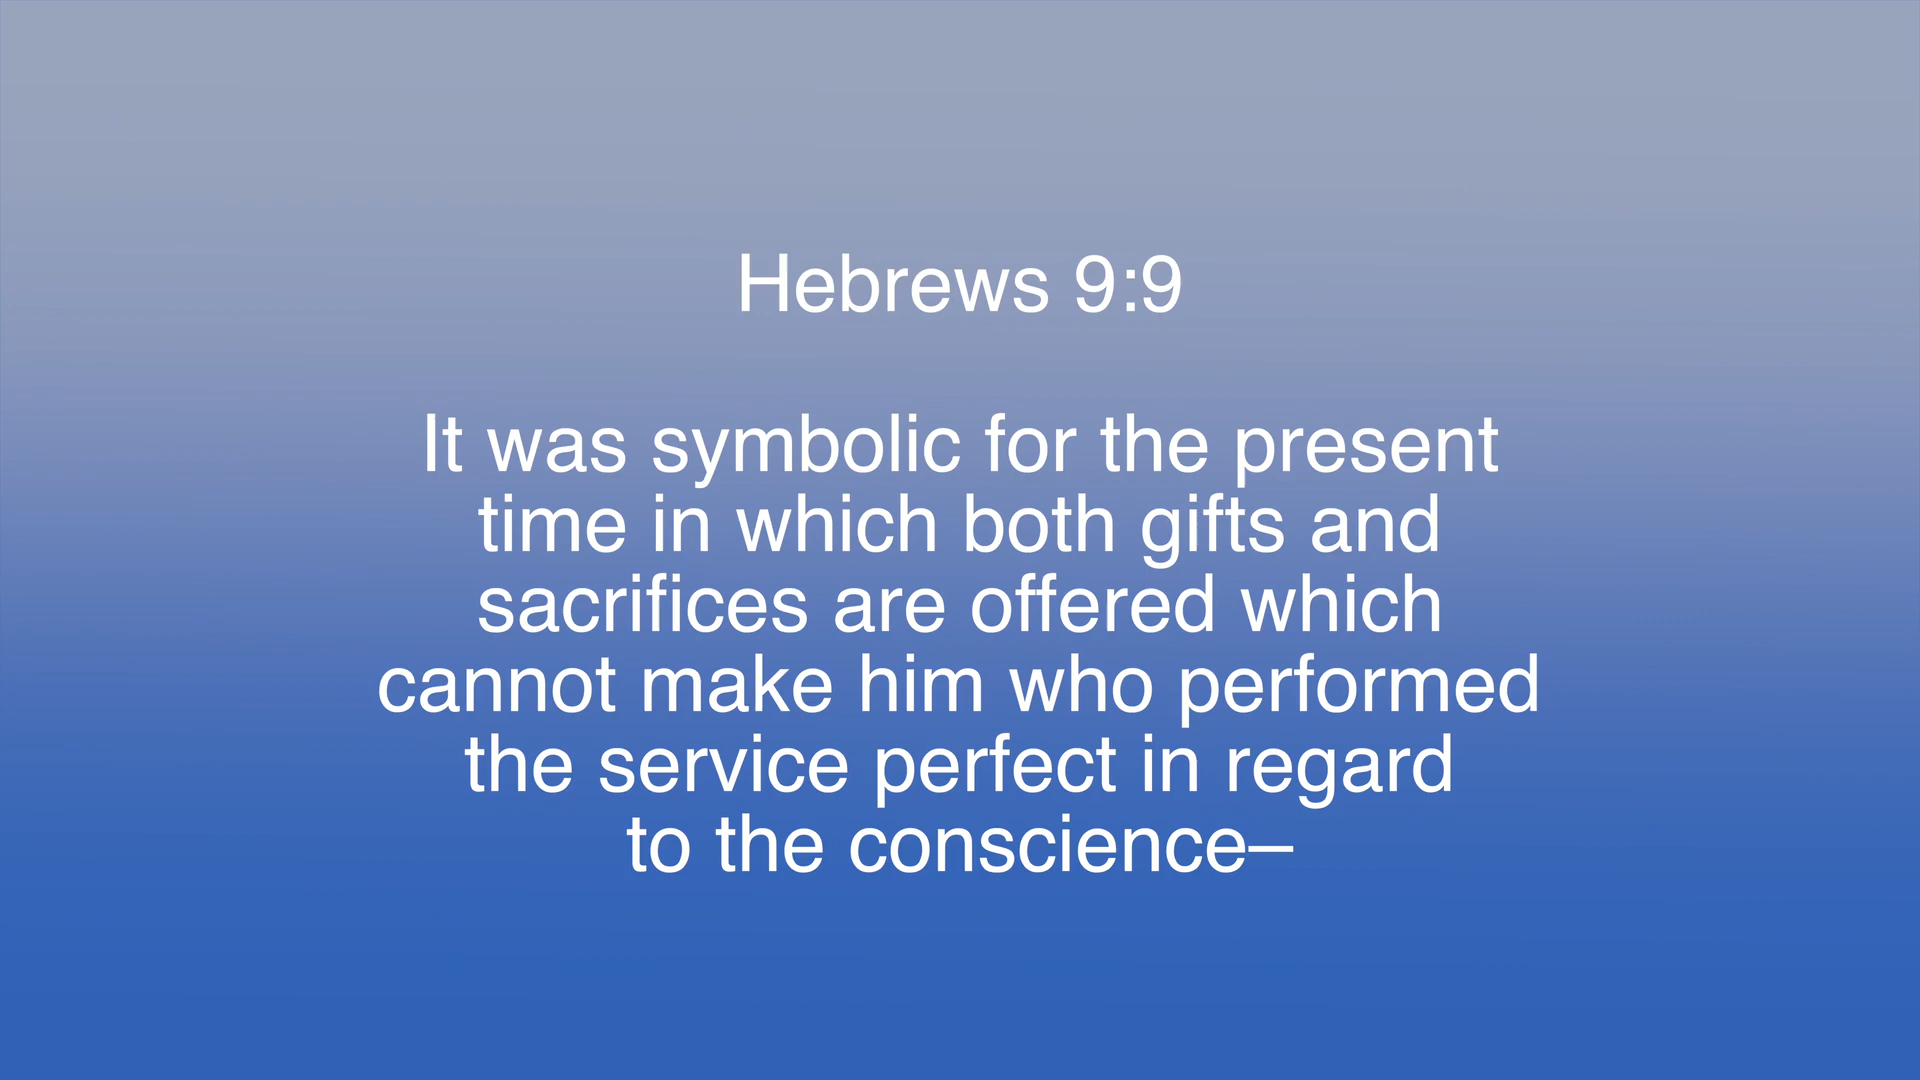 Hebrews 9:9
It was symbolic for the present
time in which both gifts and
sacrifices are offered which
cannot make him who performed
the service perfect in regard
to the conscience—